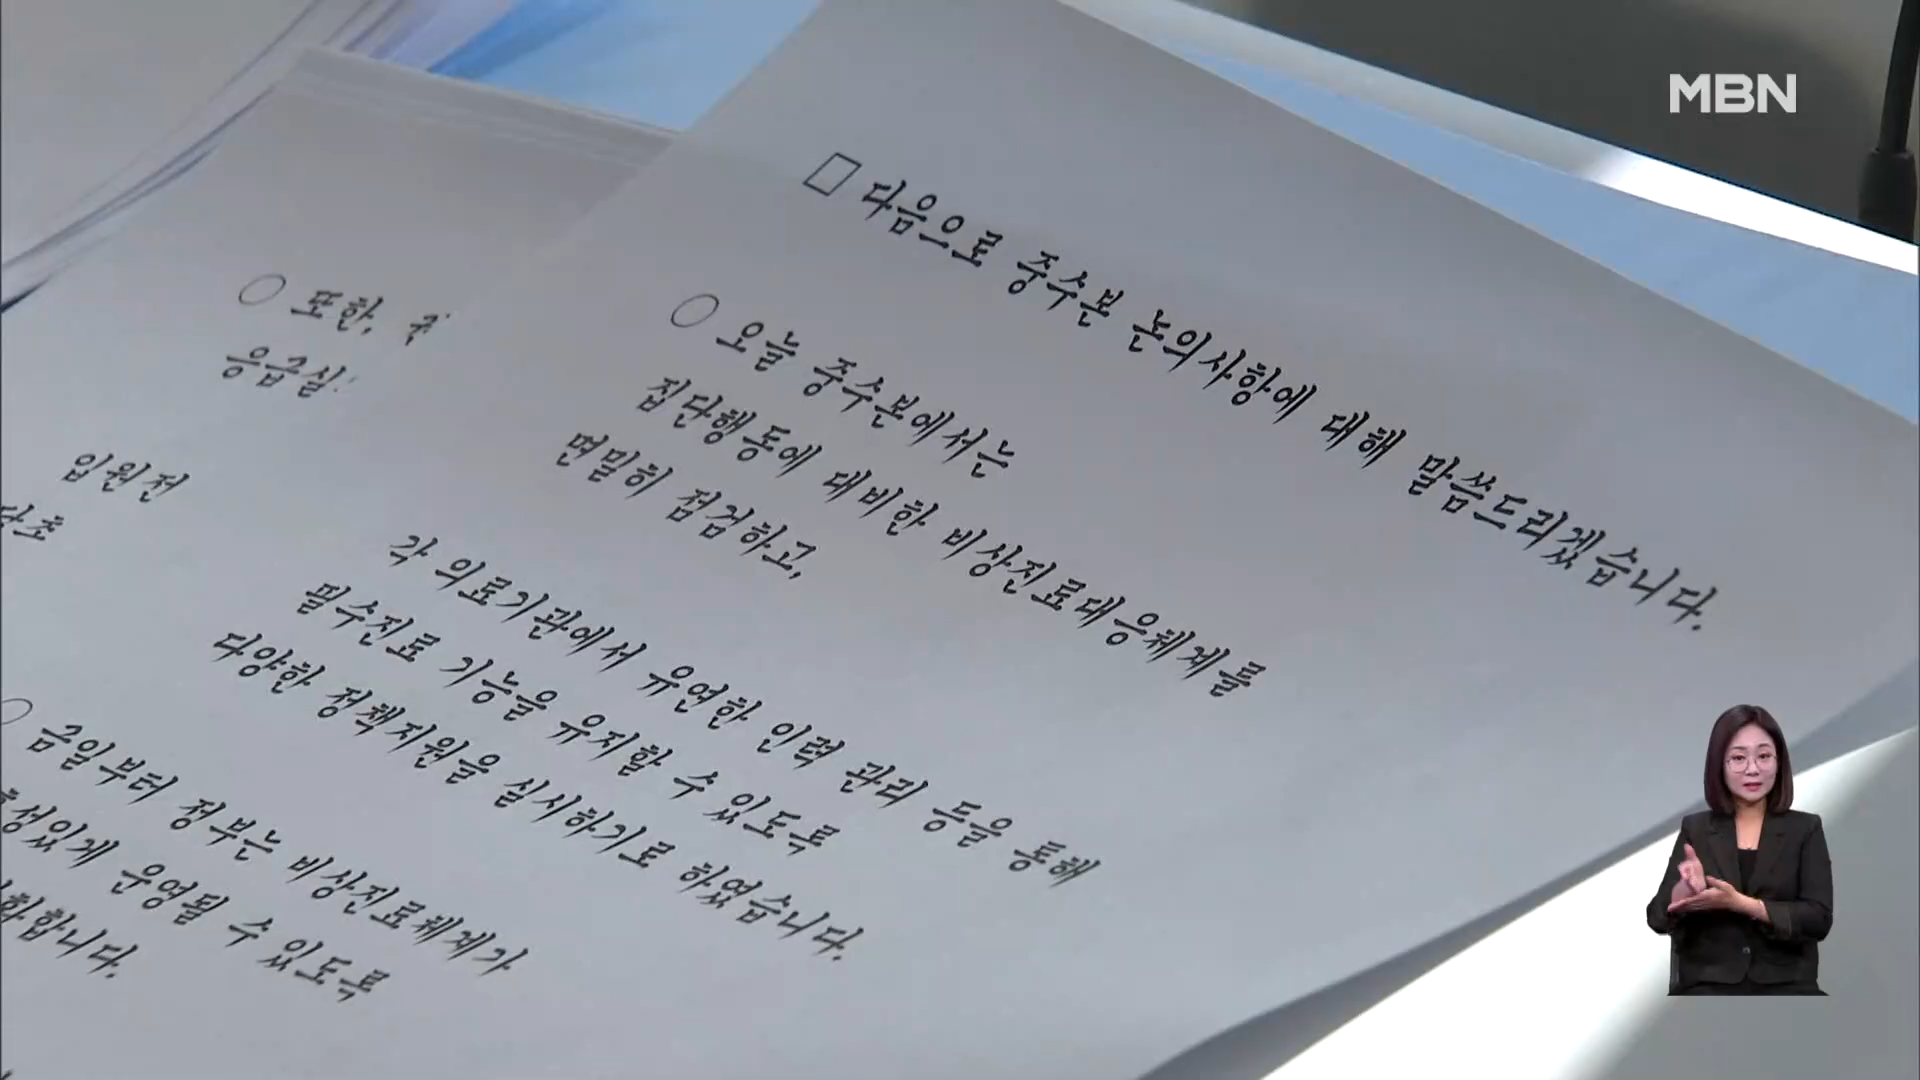 MBN
□ 다음으로 중수본 논의사항에 대해 말씀드리겠습니다.
○ 오늘 중수본에서는
집단행동에 대비한 비상진료대응체계를
면밀히 점검하고,
각 의료기관에서 유연한 인력 관리 등을 통해
필수진료 기능을 유지할 수 있도록
다양한 정책지원을 실시하기로 하였습니다.
○ 또한,
응급실
입원전
당초
○ 금일부터 정부는 비상진료체계가
운영될 수 있도록